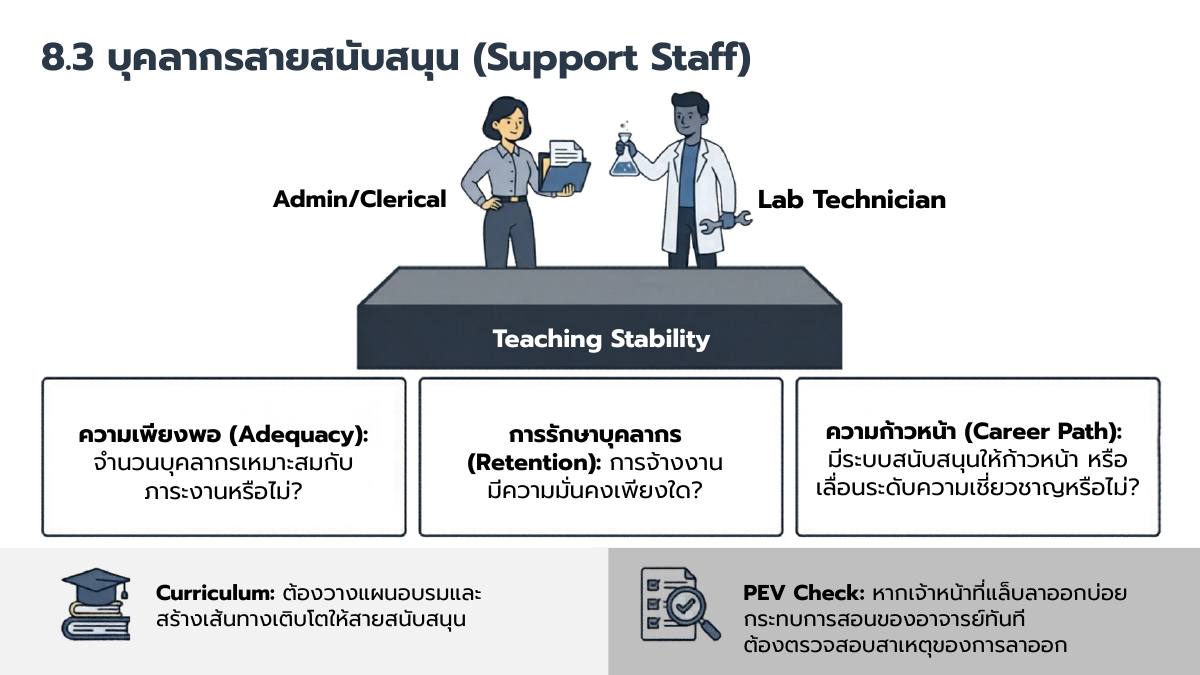 8.3 บุคลากรสายสนับสนุน (Support Staff)
Admin/Clerical
Lab Technician
Teaching Stability
ความเพียงพอ (Adequacy):
จำนวนบุคลากรเหมาะสมกับ
ภาระงานหรือไม่?
การรักษาบุคลากร
(Retention): การจ้างงาน
มีความมั่นคงเพียงใด?
ความก้าวหน้า (Career Path):
มีระบบสนับสนุนให้ก้าวหน้า หรือ
เลื่อนระดับความเชี่ยวชาญหรือไม่?
Curriculum: ต้องวางแผนอบรมและ
สร้างเส้นทางเติบโตให้สายสนับสนุน
PEV Check: หากเจ้าหน้าที่แล็บลาออกบ่อย
กระทบการสอนของอาจารย์ทันที
ต้องตรวจสอบสาเหตุของการลาออก